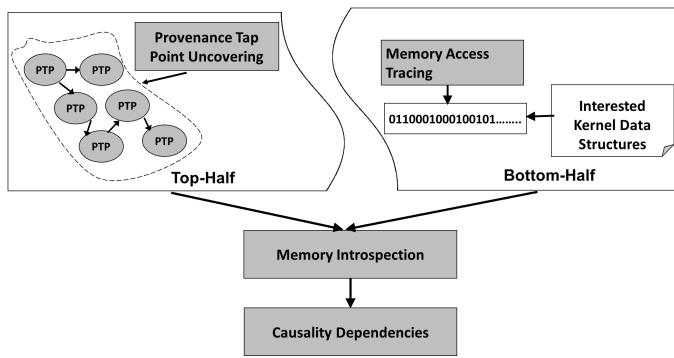 Provenance Tap
Point Uncovering
PTP
PTP
PTP
PTP
PTP
PTP
Top-Half
Memory Access
Tracing
0110001000100101........
Interested
Kernel Data
Structures
Bottom-Half
Memory Introspection
Causality Dependencies